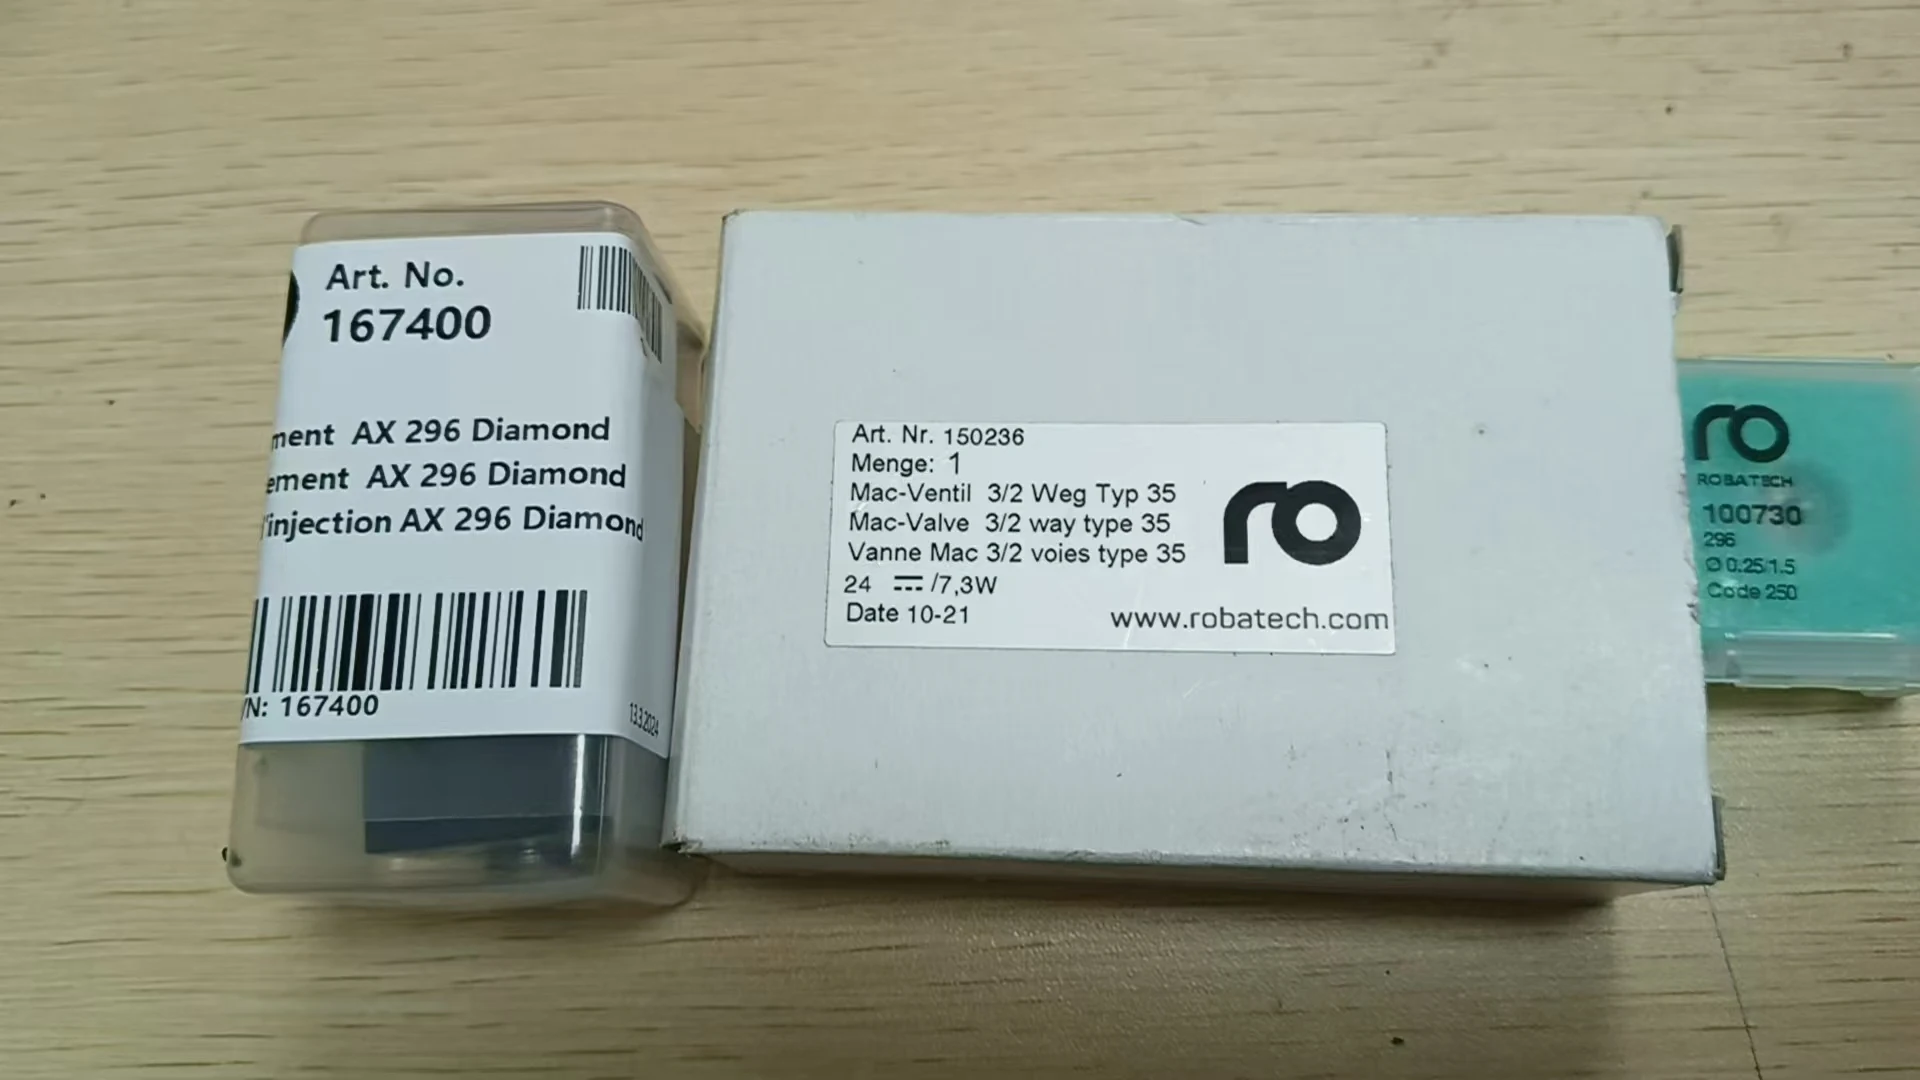 Art. No.
167400
ment AX 296 Diamond
ement AX 296 Diamond
'injection AX 296 Diamond
/N: 167400
13.3.2024
Art. Nr. 150236
Menge: 1
Mac-Ventil 3/2 Weg Typ 35
Mac-Valve 3/2 way type 35
Vanne Mac 3/2 voies type 35
24 ⎓ /7,3W
Date 10-21
ro
www.robatech.com
ro
ROBATECH
100730
296
Ø 0.25/1.5
Code 250